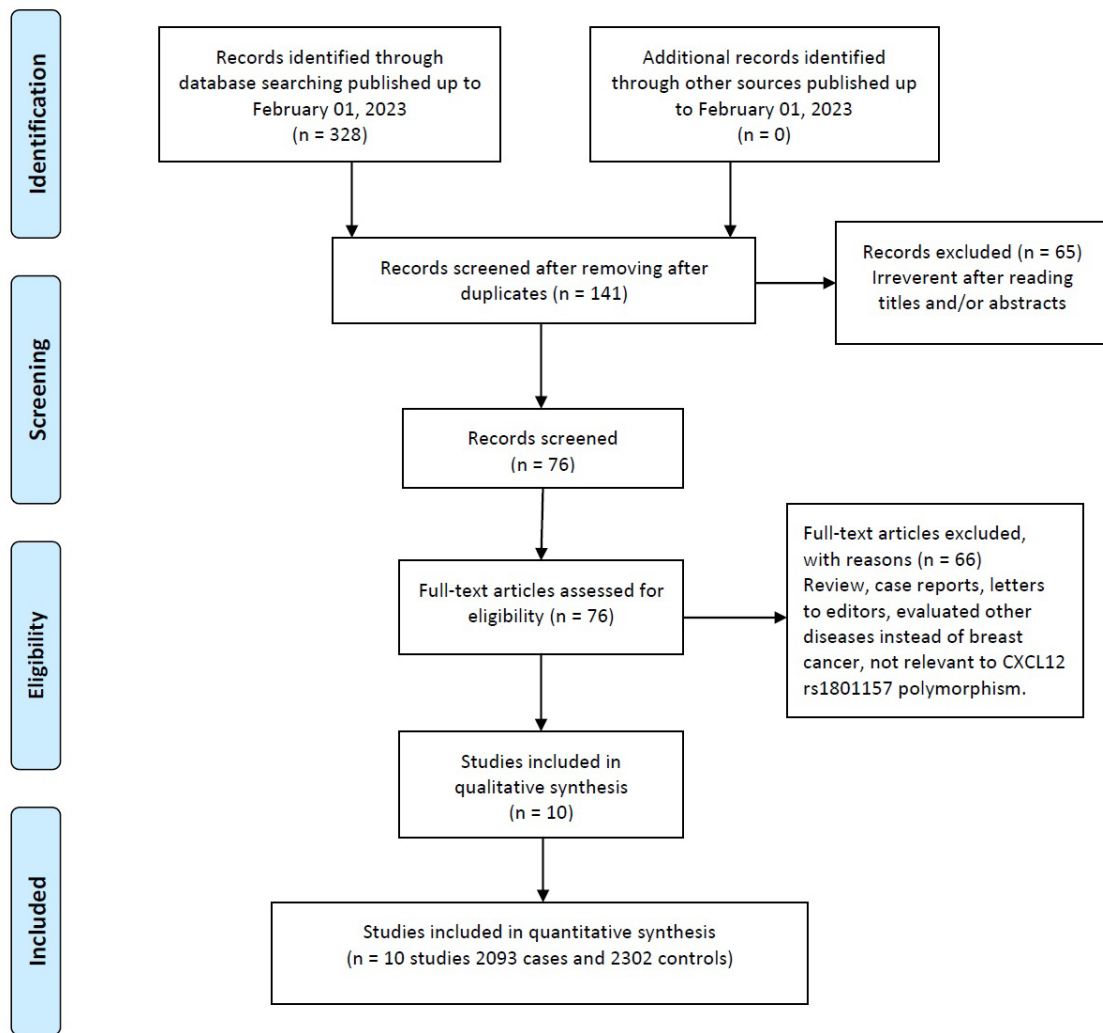 Identification
Records identified through
database searching published up to
February 01, 2023
(n = 328)
Additional records identified
through other sources published up
to February 01, 2023
(n = 0)
Screening
Records screened after removing after
duplicates (n = 141)
Records excluded (n = 65)
Irreverent after reading
titles and/or abstracts
Records screened
(n = 76)
Eligibility
Full-text articles assessed for
eligibility (n = 76)
Full-text articles excluded,
with reasons (n = 66)
Review, case reports, letters
to editors, evaluated other
diseases instead of breast
cancer, not relevant to CXCL12
rs1801157 polymorphism.
Studies included in
qualitative synthesis
(n = 10)
Included
Studies included in quantitative synthesis
(n = 10 studies 2093 cases and 2302 controls)